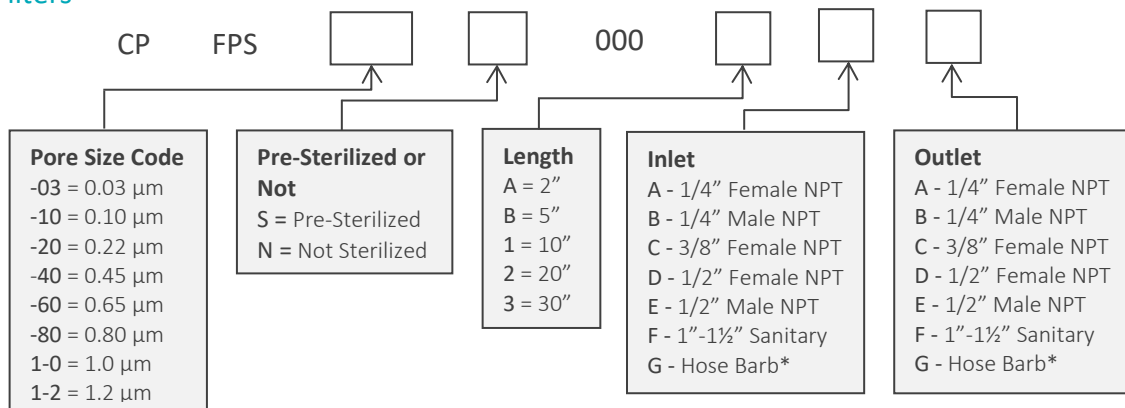 CP FPS 000
Pore Size Code
-03 = 0.03 µm
-10 = 0.10 µm
-20 = 0.22 µm
-40 = 0.45 µm
-60 = 0.65 µm
-80 = 0.80 µm
1-0 = 1.0 µm
1-2 = 1.2 µm
Pre-Sterilized or
Not
S = Pre-Sterilized
N = Not Sterilized
Length
A = 2”
B = 5”
1 = 10”
2 = 20”
3 = 30”
Inlet
A - 1/4” Female NPT
B - 1/4” Male NPT
C - 3/8” Female NPT
D - 1/2” Female NPT
E - 1/2” Male NPT
F - 1”-1½” Sanitary
G - Hose Barb*
Outlet
A - 1/4” Female NPT
B - 1/4” Male NPT
C - 3/8” Female NPT
D - 1/2” Female NPT
E - 1/2” Male NPT
F - 1”-1½” Sanitary
G - Hose Barb*